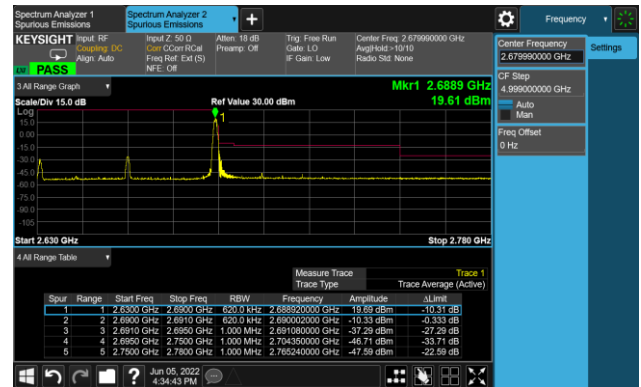 Spectrum Analyzer 1
Spurious Emissions
Spectrum Analyzer 2
Spurious Emissions
Frequency
KEYSIGHT
Input: RF
Coupling: DC
Align: Auto
Input Z: 50 Ω
Corr CCorr RCal
Freq Ref: Ext (S)
NFE: Off
Atten: 18 dB
Preamp: Off
Trig: Free Run
Gate: LO
IF Gain: Low
Center Freq: 2.679990000 GHz
Avg|Hold:>10/10
Radio Std: None
LXI PASS
Center Frequency
2.679990000 GHz
Settings
CF Step
4.999000000 GHz
Auto
Man
Freq Offset
0 Hz
3 All Range Graph
Mkr1 2.6889 GHz
Scale/Div 15.0 dB
Ref Value 30.00 dBm
19.61 dBm
Log
15.0
0.00
-15.0
-30.0
-45.0
-60.0
-75.0
-90.0
-105
1
Start 2.630 GHz
Stop 2.780 GHz
4 All Range Table
Measure Trace Trace 1
Trace Type Trace Average (Active)
Spur Range Start Freq Stop Freq RBW Frequency Amplitude ΔLimit
1 1 2.6300 GHz 2.6900 GHz 620.0 kHz 2.688920000 GHz 19.69 dBm -10.31 dB
2 2 2.6900 GHz 2.6910 GHz 620.0 kHz 2.690002000 GHz -10.33 dBm -0.333 dB
3 3 2.6910 GHz 2.6950 GHz 1.000 MHz 2.691080000 GHz -37.29 dBm -27.29 dB
4 4 2.6950 GHz 2.7500 GHz 1.000 MHz 2.704350000 GHz -46.71 dBm -33.71 dB
5 5 2.7500 GHz 2.7800 GHz 1.000 MHz 2.765240000 GHz -47.59 dBm -22.59 dB
Jun 05, 2022
4:34:43 PM